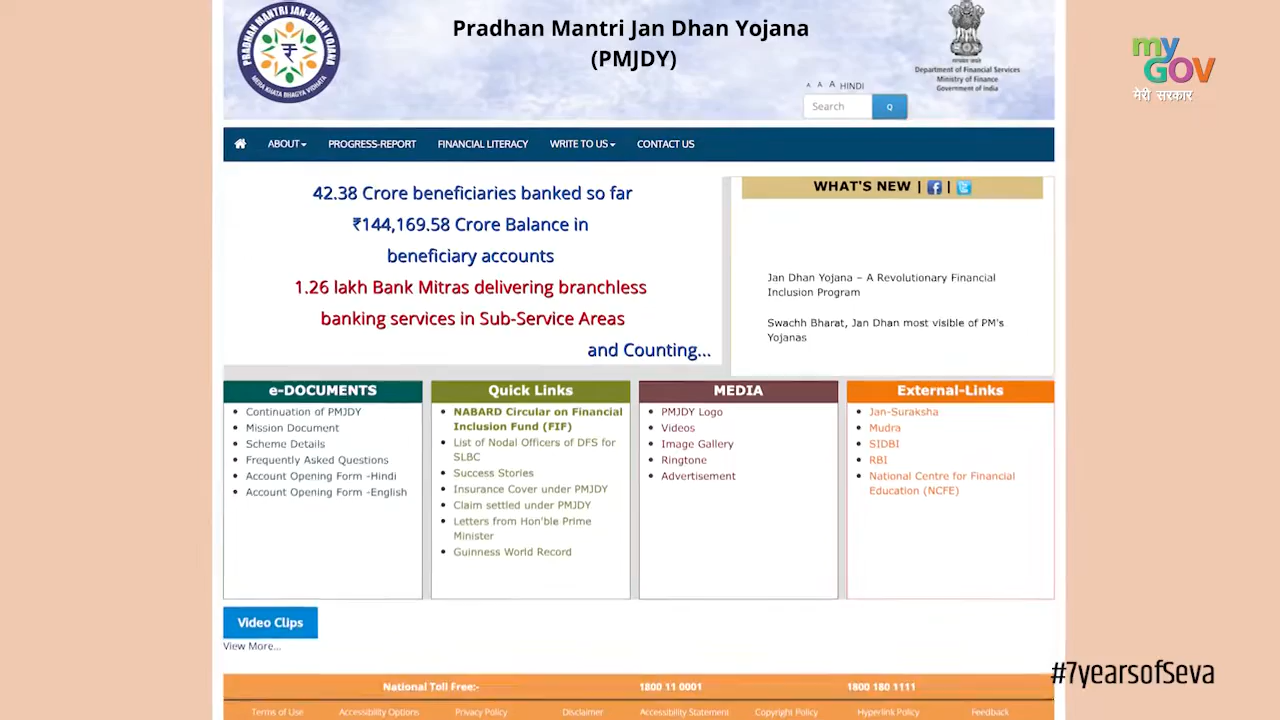 PRADHAN MANTRI JAN-DHAN YOJANA
MERA KHATA BHAGYA VIDHATA
Pradhan Mantri Jan Dhan Yojana
(PMJDY)
Department of Financial Services
Ministry of Finance
Government of India
my
GOV
मेरी सरकार
A A A HINDI
Search
Q
ABOUT
PROGRESS-REPORT
FINANCIAL LITERACY
WRITE TO US
CONTACT US
42.38 Crore beneficiaries banked so far
₹144,169.58 Crore Balance in
beneficiary accounts
1.26 lakh Bank Mitras delivering branchless
banking services in Sub-Service Areas
and Counting...
WHAT'S NEW | f |
Jan Dhan Yojana – A Revolutionary Financial
Inclusion Program
Swachh Bharat, Jan Dhan most visible of PM's
Yojanas
e-DOCUMENTS
Continuation of PMJDY
Mission Document
Scheme Details
Frequently Asked Questions
Account Opening Form -Hindi
Account Opening Form -English
Quick Links
NABARD Circular on Financial
Inclusion Fund (FIF)
List of Nodal Officers of DFS for
SLBC
Success Stories
Insurance Cover under PMJDY
Claim settled under PMJDY
Letters from Hon'ble Prime
Minister
Guinness World Record
MEDIA
PMJDY Logo
Videos
Image Gallery
Ringtone
Advertisement
External-Links
Jan-Suraksha
Mudra
SIDBI
RBI
National Centre for Financial
Education (NCFE)
Video Clips
View More...
#7yearsofSeva
National Toll Free:- 1800 11 0001 1800 180 1111
Terms of Use Accessibility Options Privacy Policy Disclaimer Accessibility Statement Copyright Policy Hyperlink Policy Feedback